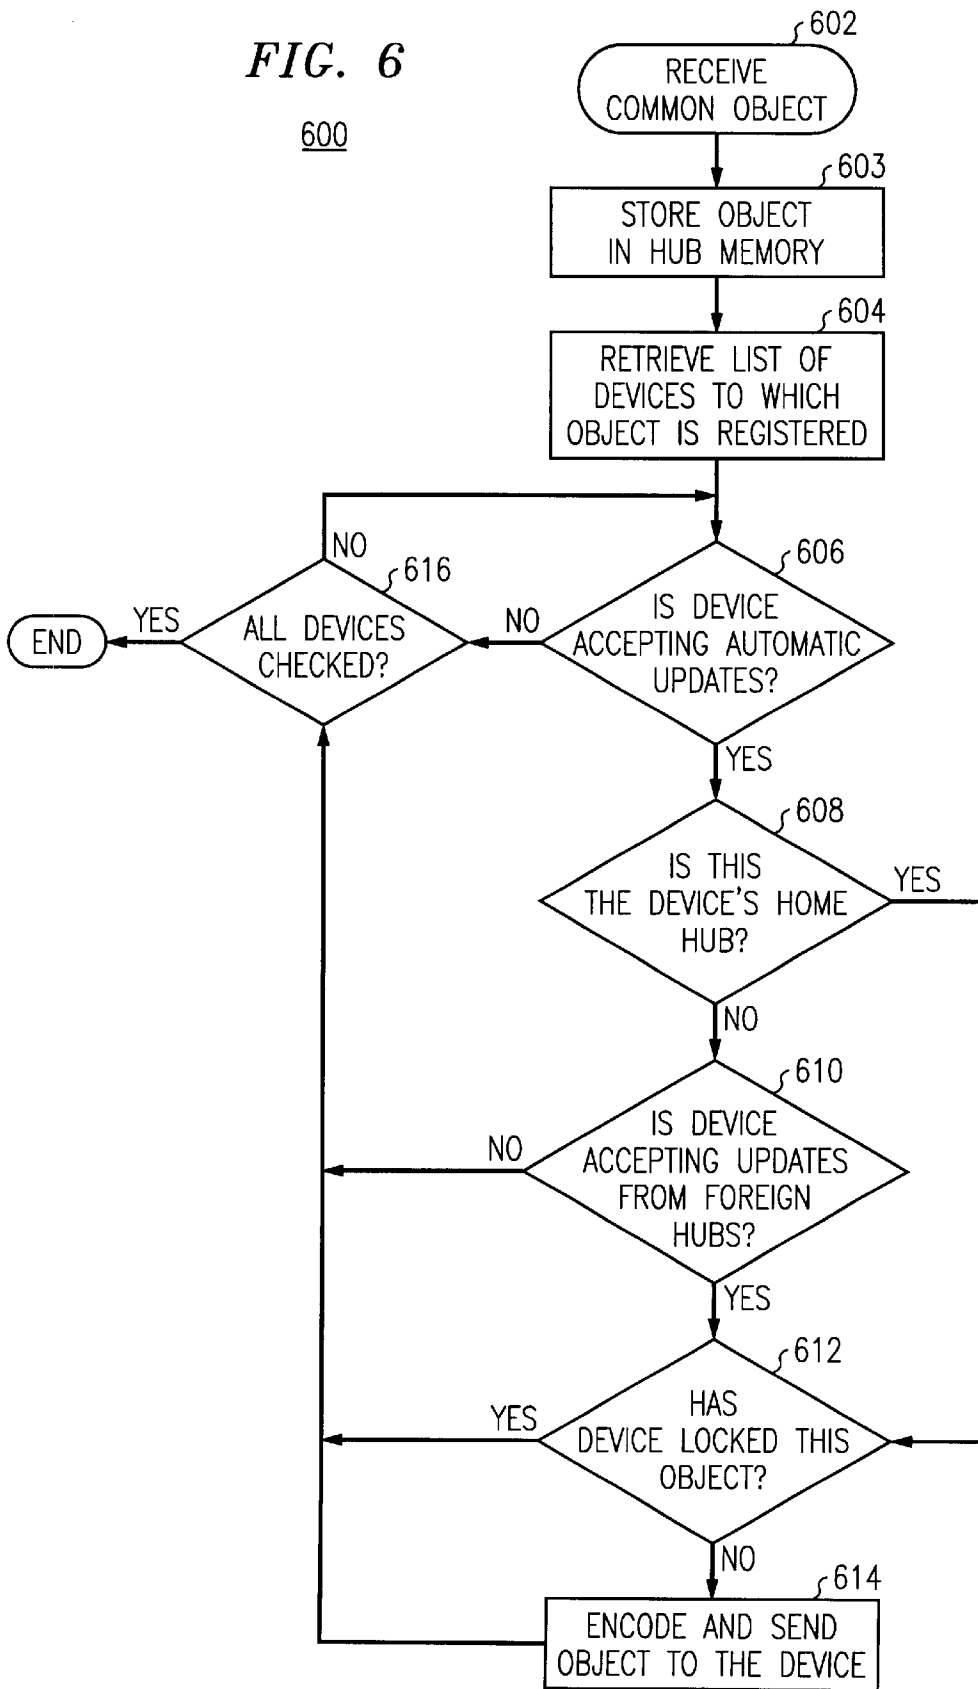 FIG. 6
600
602
RECEIVE
COMMON OBJECT
603
STORE OBJECT
IN HUB MEMORY
604
RETRIEVE LIST OF
DEVICES TO WHICH
OBJECT IS REGISTERED
606
IS DEVICE
ACCEPTING AUTOMATIC
UPDATES?
NO
YES
616
ALL DEVICES
CHECKED?
NO
YES
END
608
IS THIS
THE DEVICE'S HOME
HUB?
YES
NO
610
IS DEVICE
ACCEPTING UPDATES
FROM FOREIGN
HUBS?
NO
YES
612
HAS
DEVICE LOCKED THIS
OBJECT?
YES
NO
614
ENCODE AND SEND
OBJECT TO THE DEVICE